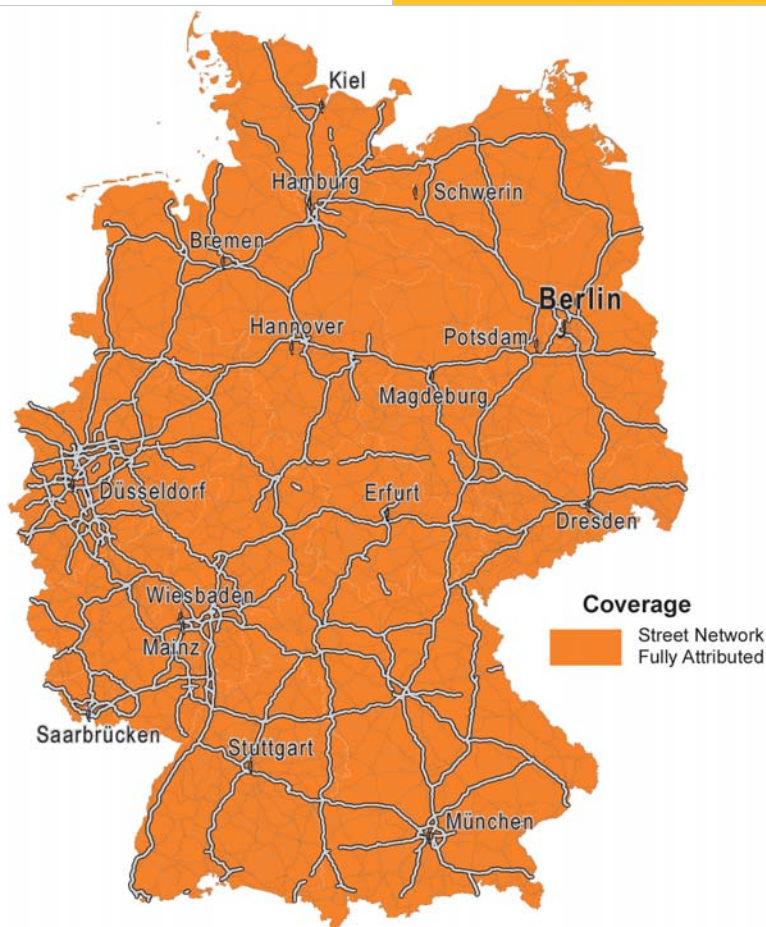 Kiel
Hamburg
Schwerin
Bremen
Berlin
Hannover
Potsdam
Magdeburg
Düsseldorf
Erfurt
Dresden
Wiesbaden
Mainz
Coverage
Street Network
Fully Attributed
Saarbrücken
Stuttgart
München